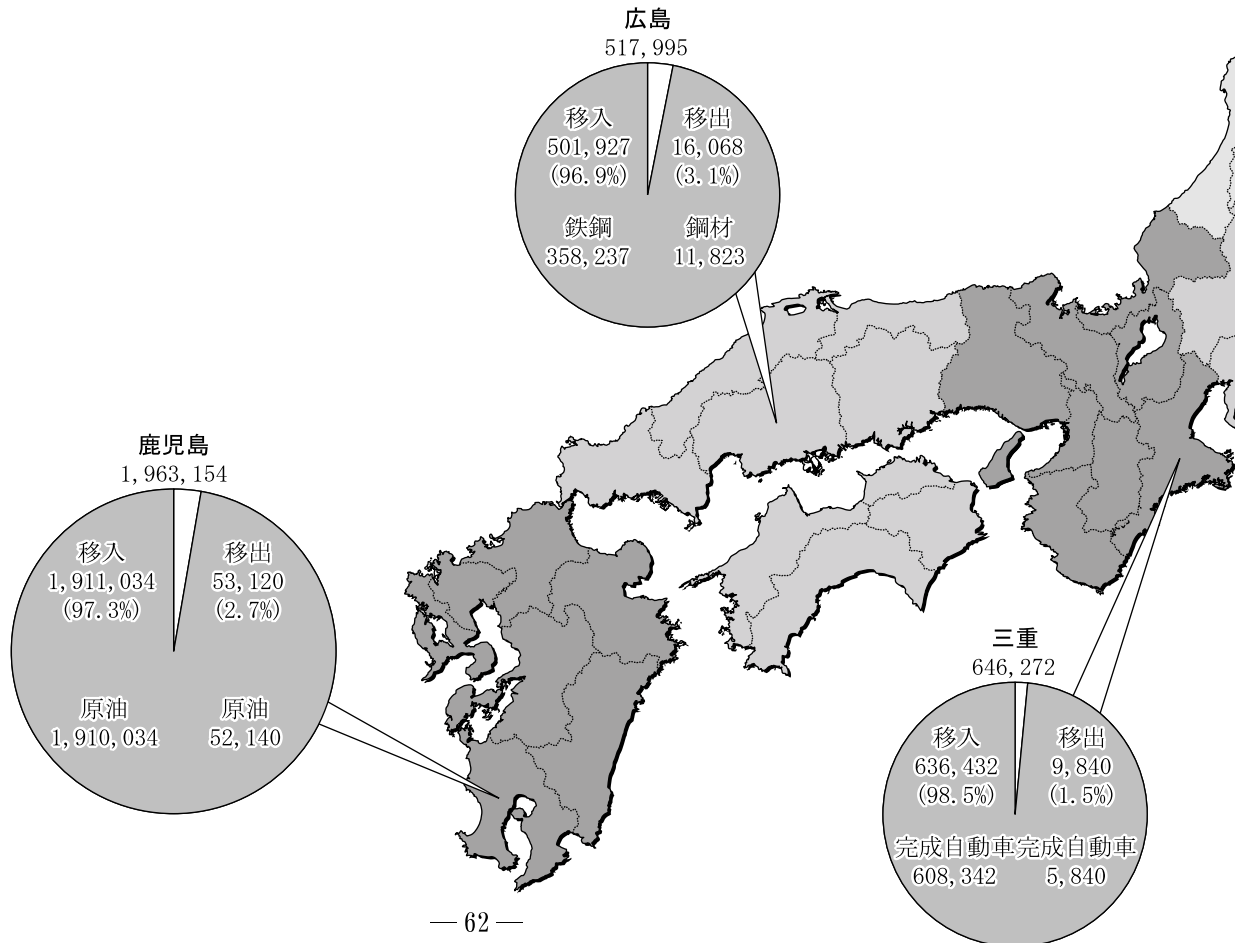 広島
517,995
移入
501,927
(96.9%)
移出
16,068
(3.1%)
鉄鋼
358,237
鋼材
11,823
鹿児島
1,963,154
移入
1,911,034
(97.3%)
移出
53,120
(2.7%)
原油
1,910,034
原油
52,140
三重
646,272
移入
636,432
(98.5%)
移出
9,840
(1.5%)
完成自動車
608,342
完成自動車
5,840
— 62 —